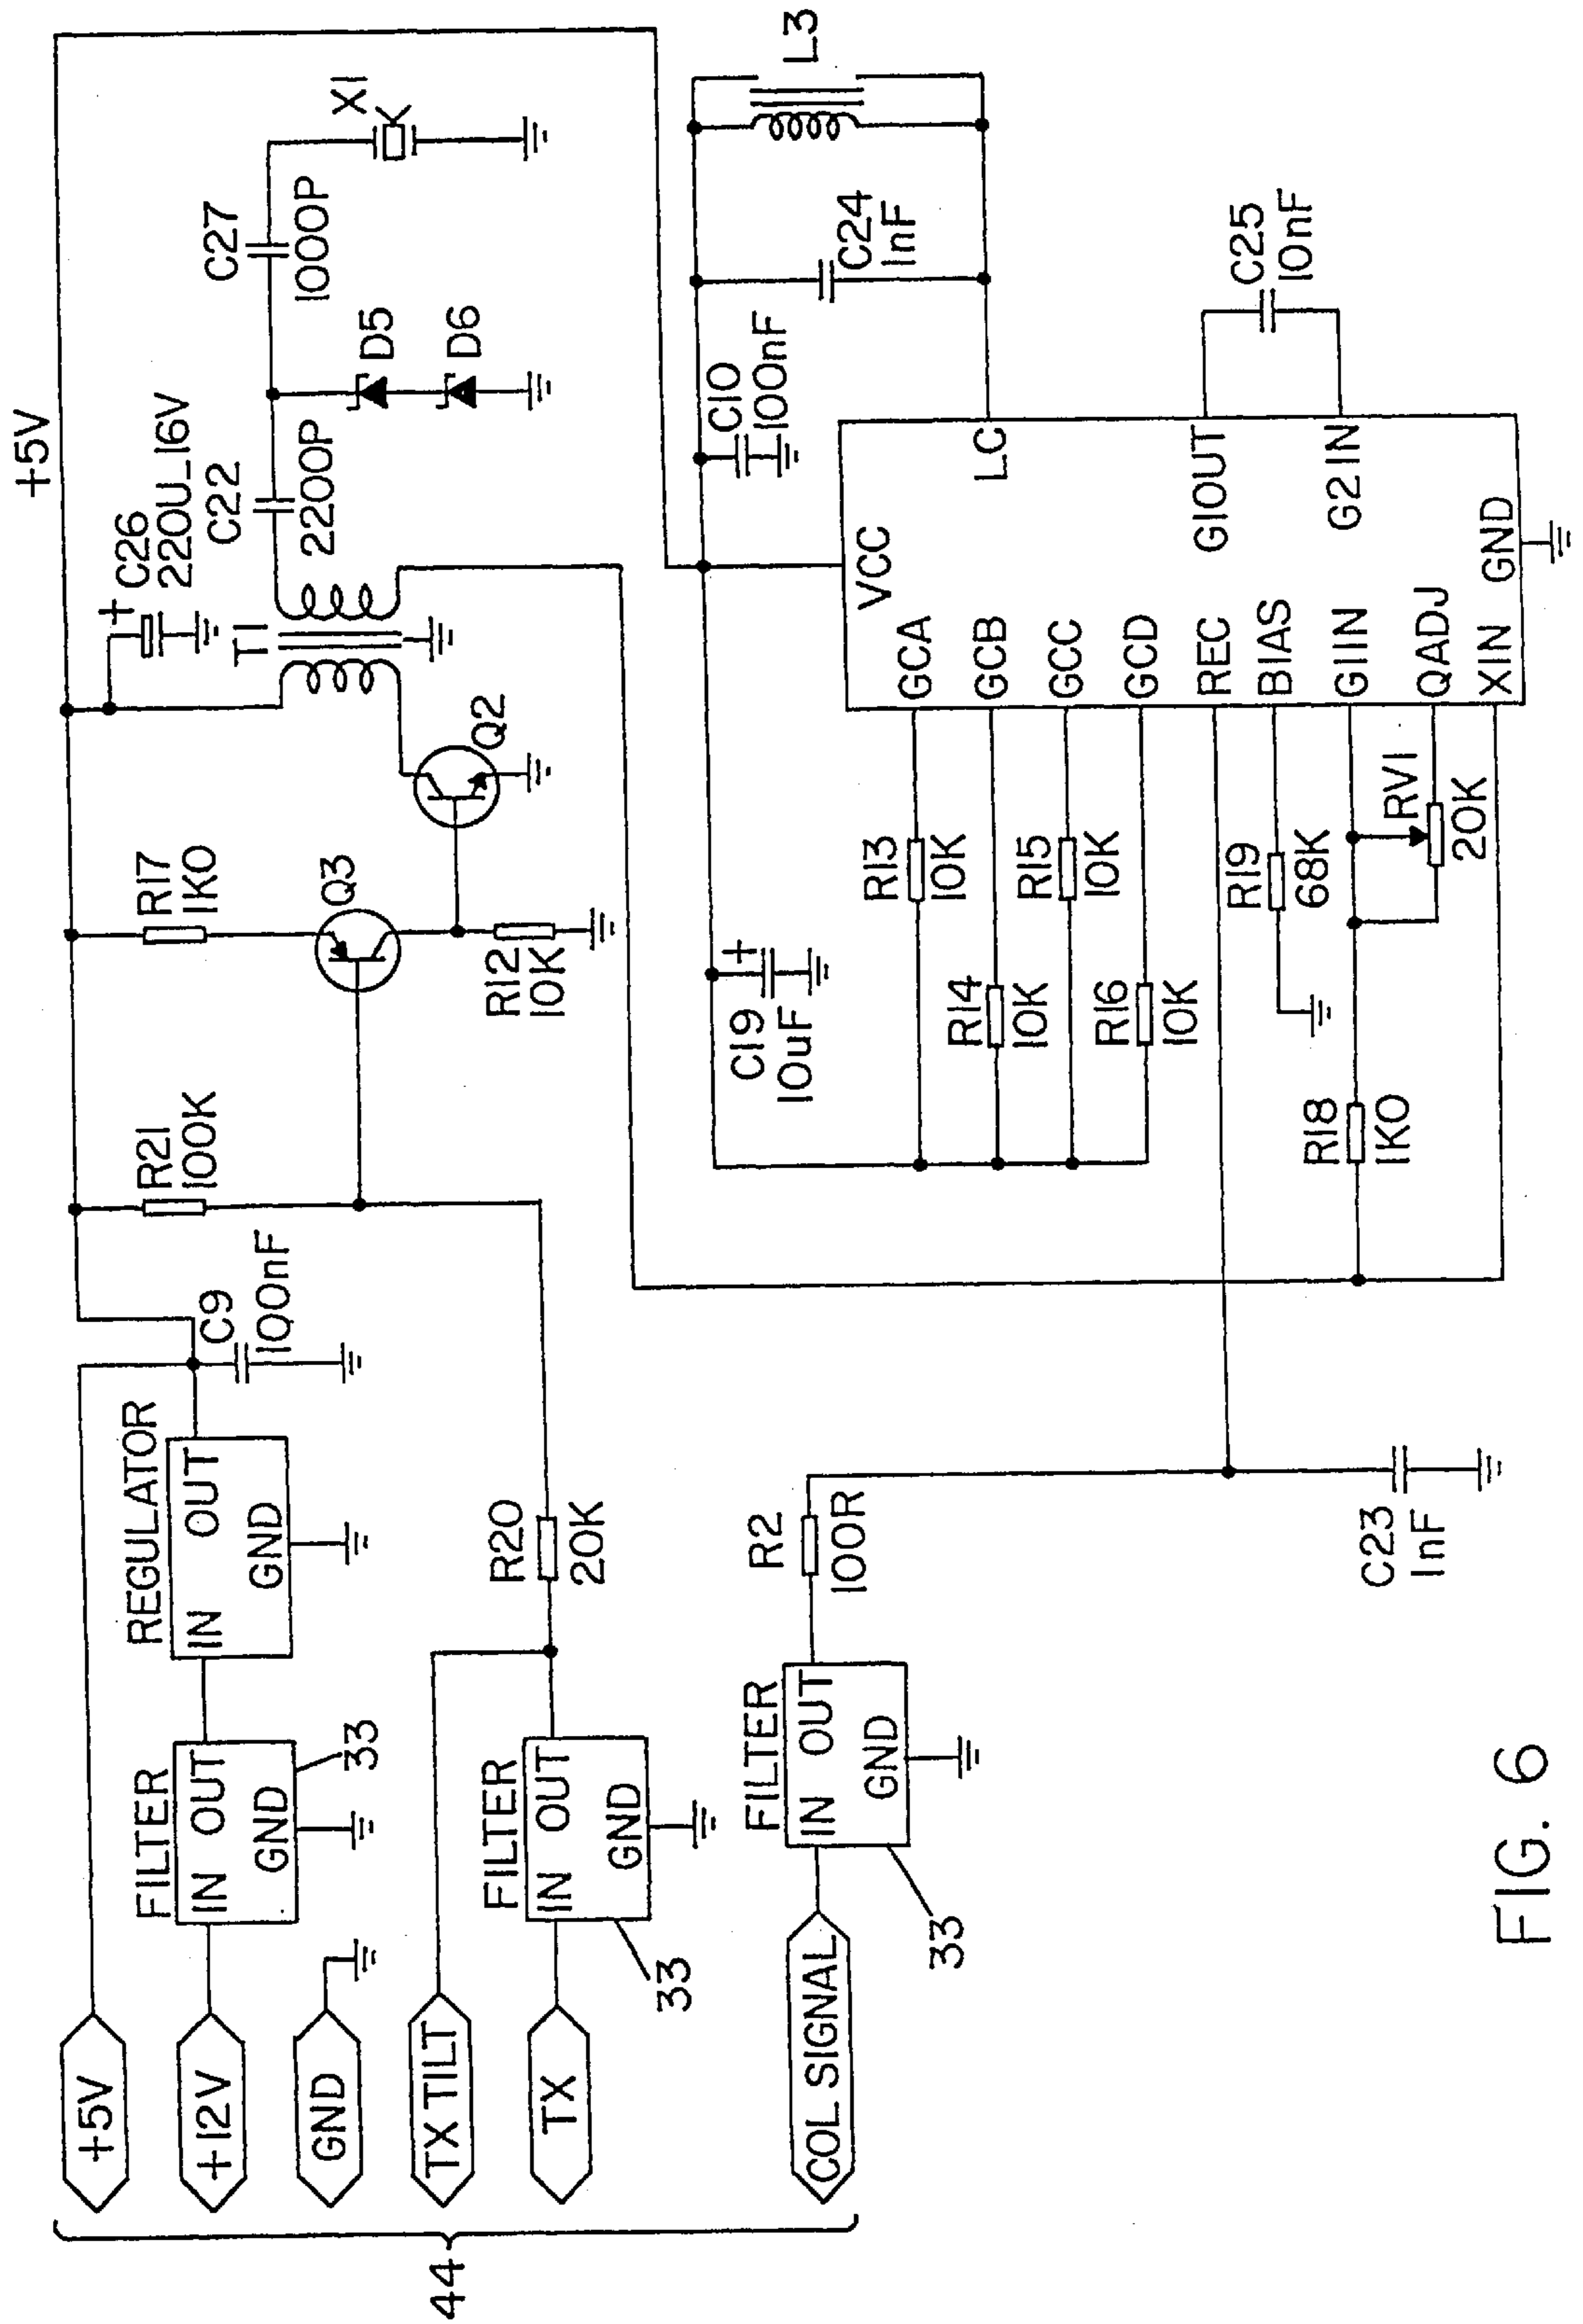 +5V
+12V
GND
TX TILT
TX
COL SIGNAL
44
FILTER
IN OUT
GND
33
REGULATOR
IN OUT
GND
C9
100nF
FILTER
IN OUT
GND
33
R20
20K
FILTER
IN OUT
GND
33
R2
100R
C23
1nF
+5V
R21
100K
R17
1K0
Q3
R12
10K
Q2
C26
+
220U_16V
T1
C22
2200P
D5
D6
C27
1000P
X1
C19
+
10uF
C10
100nF
C24
1nF
L3
R13
10K
R14
10K
R15
10K
R16
10K
R19
68K
R18
1K0
RV1
20K
VCC
GCA
GCB
GCC
GCD
REC
BIAS
G1IN
QADJ
XIN
LC
G1OUT
G2IN
GND
C25
10nF
FIG. 6